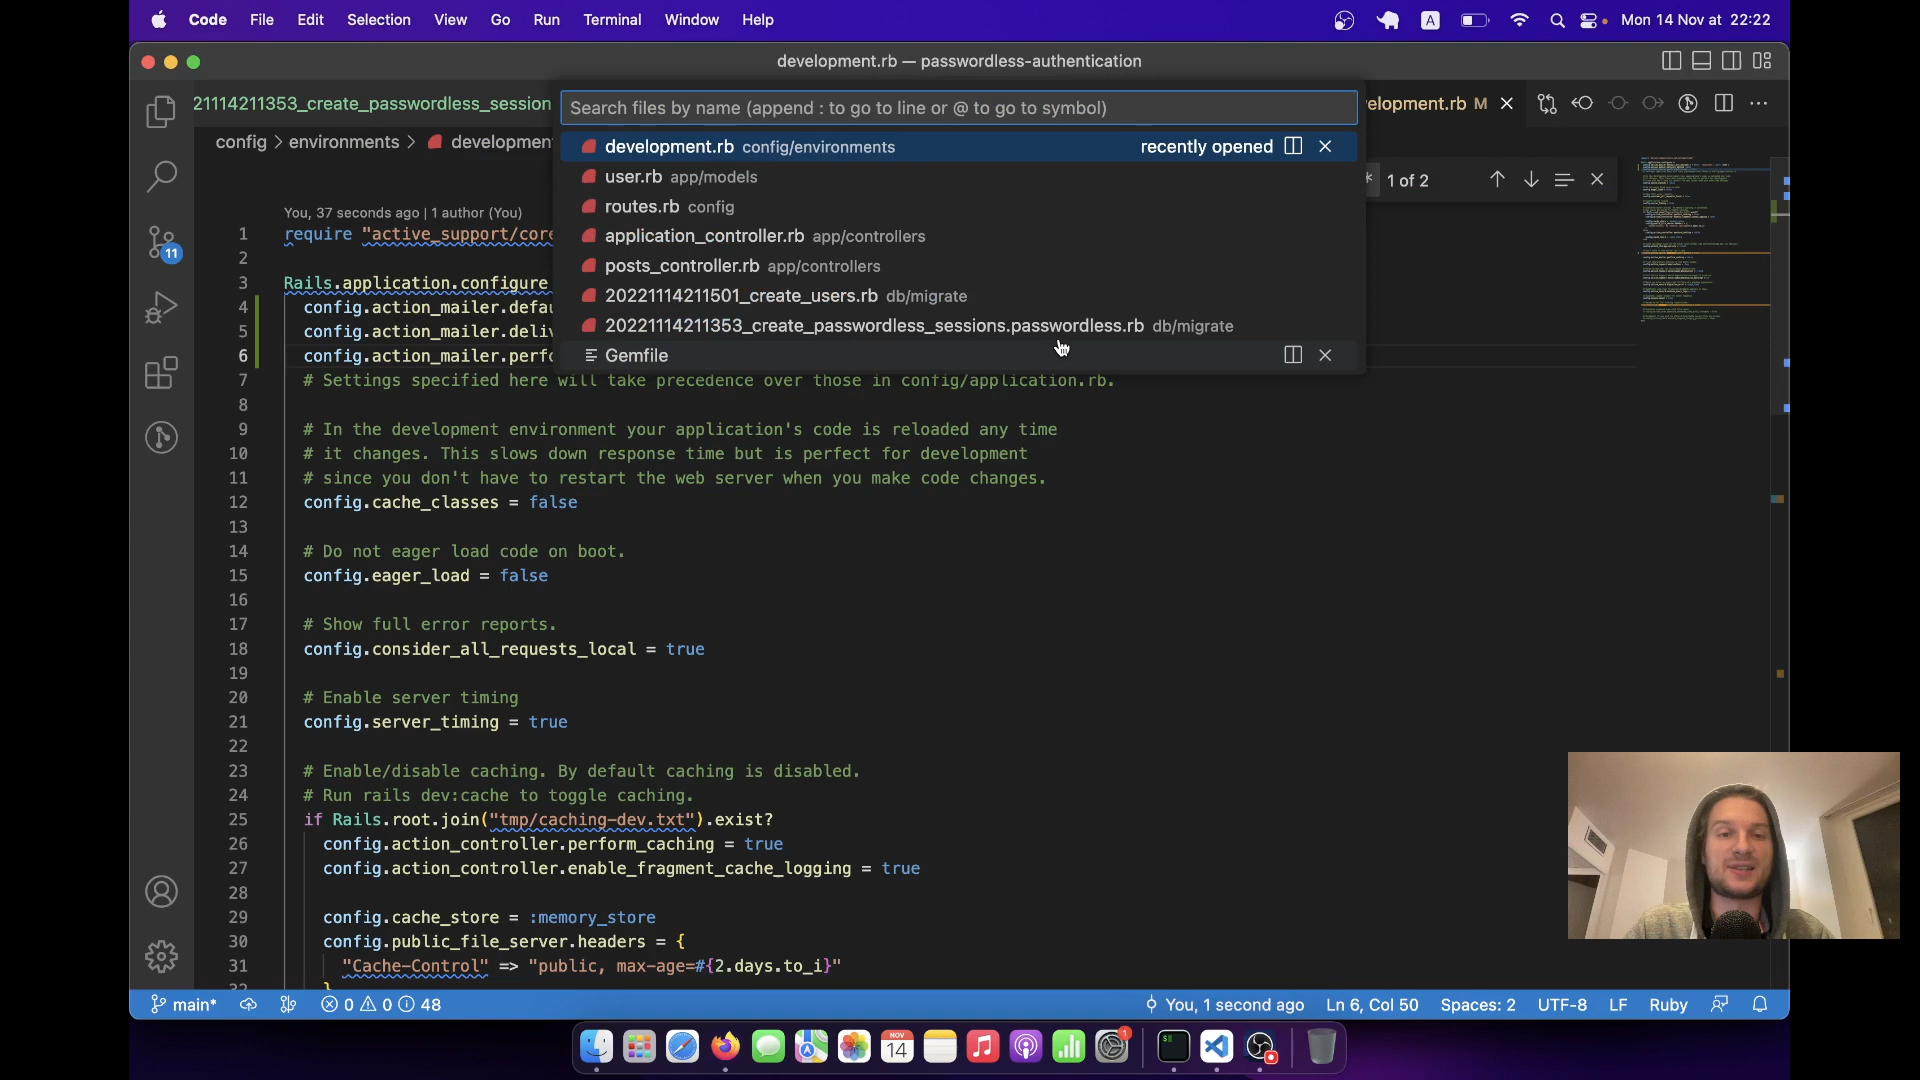 Code File Edit Selection View Go Run Terminal Window Help
A
Mon 14 Nov at 22:22
development.rb — passwordless-authentication
21114211353_create_passwordless_session
elopment.rb M
Search files by name (append : to go to line or @ to go to symbol)
config > environments > developmen
development.rb config/environments recently opened
user.rb app/models
routes.rb config
application_controller.rb app/controllers
posts_controller.rb app/controllers
20221114211501_create_users.rb db/migrate
20221114211353_create_passwordless_sessions.passwordless.rb db/migrate
Gemfile
1 of 2
You, 37 seconds ago | 1 author (You)
1 require "active_support/core
2
3 Rails.application.configure
4 config.action_mailer.defau
5 config.action_mailer.deliv
6 config.action_mailer.perfo
7 # Settings specified here will take precedence over those in config/application.rb.
8
9 # In the development environment your application's code is reloaded any time
10 # it changes. This slows down response time but is perfect for development
11 # since you don't have to restart the web server when you make code changes.
12 config.cache_classes = false
13
14 # Do not eager load code on boot.
15 config.eager_load = false
16
17 # Show full error reports.
18 config.consider_all_requests_local = true
19
20 # Enable server timing
21 config.server_timing = true
22
23 # Enable/disable caching. By default caching is disabled.
24 # Run rails dev:cache to toggle caching.
25 if Rails.root.join("tmp/caching-dev.txt").exist?
26 config.action_controller.perform_caching = true
27 config.action_controller.enable_fragment_cache_logging = true
28
29 config.cache_store = :memory_store
30 config.public_file_server.headers = {
31 "Cache-Control" => "public, max-age=#{2.days.to_i}"
32 }
11
main* 0 0 48
You, 1 second ago Ln 6, Col 50 Spaces: 2 UTF-8 LF Ruby
NOV
14
1